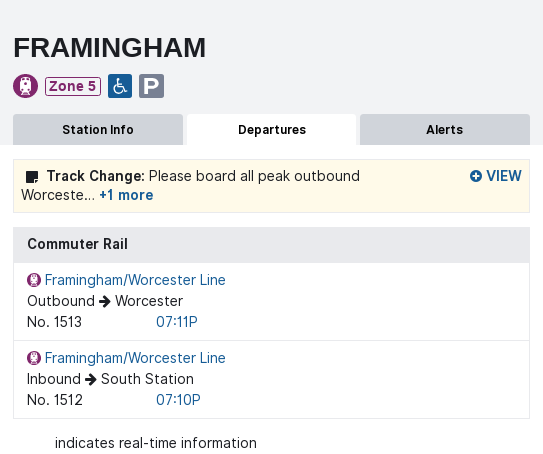 FRAMINGHAM
Zone 5 P
Station Info Departures Alerts
Track Change: Please board all peak outbound VIEW
Worceste... +1 more
Commuter Rail
Framingham/Worcester Line
Outbound → Worcester
No. 1513 07:11P
Framingham/Worcester Line
Inbound → South Station
No. 1512 07:10P
indicates real-time information